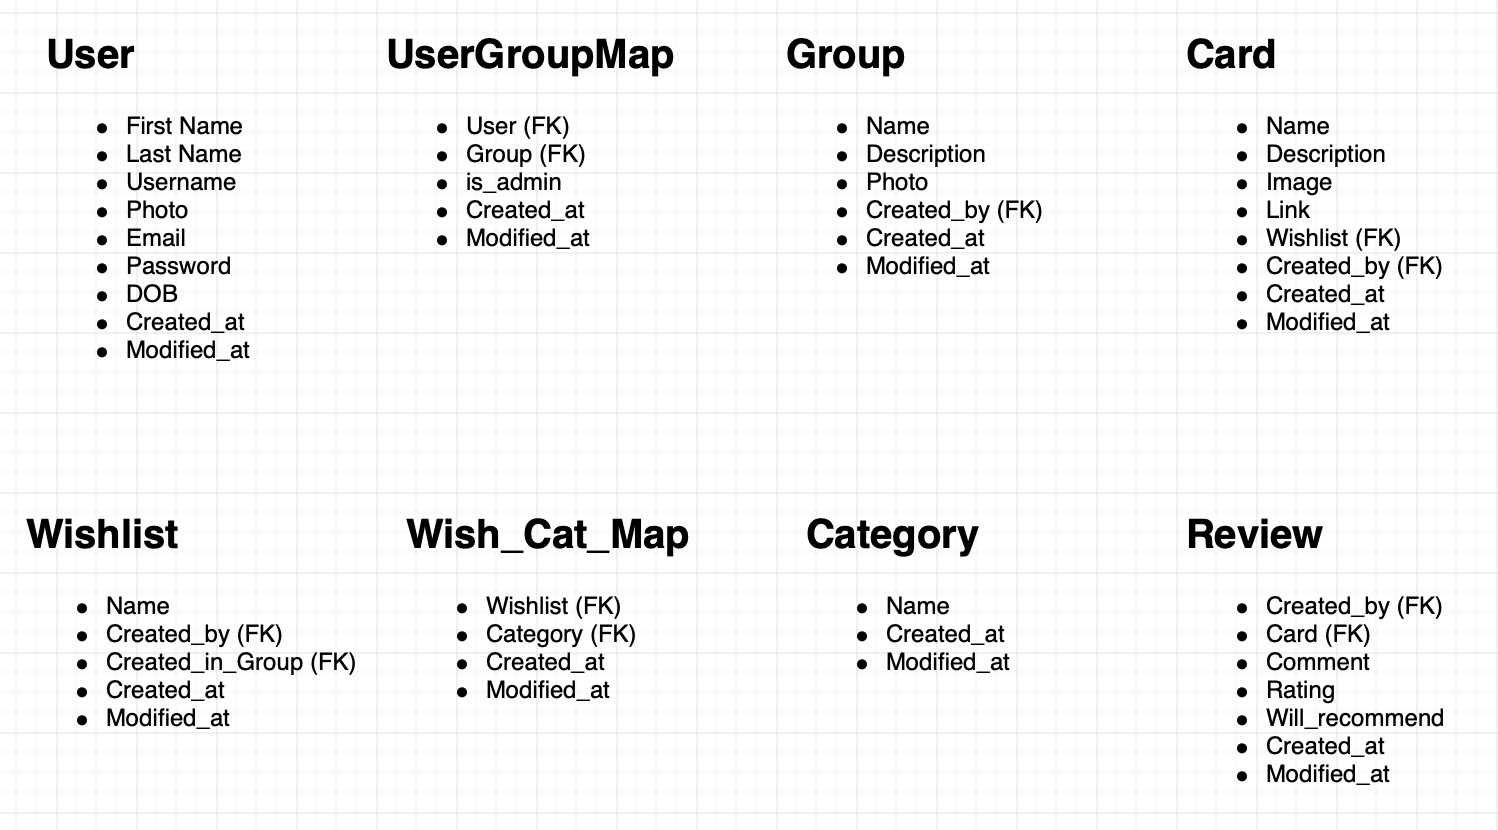 User
First Name
Last Name
Username
Photo
Email
Password
DOB
Created_at
Modified_at
UserGroupMap
User (FK)
Group (FK)
is_admin
Created_at
Modified_at
Group
Name
Description
Photo
Created_by (FK)
Created_at
Modified_at
Card
Name
Description
Image
Link
Wishlist (FK)
Created_by (FK)
Created_at
Modified_at
Wishlist
Name
Created_by (FK)
Created_in_Group (FK)
Created_at
Modified_at
Wish_Cat_Map
Wishlist (FK)
Category (FK)
Created_at
Modified_at
Category
Name
Created_at
Modified_at
Review
Created_by (FK)
Card (FK)
Comment
Rating
Will_recommend
Created_at
Modified_at